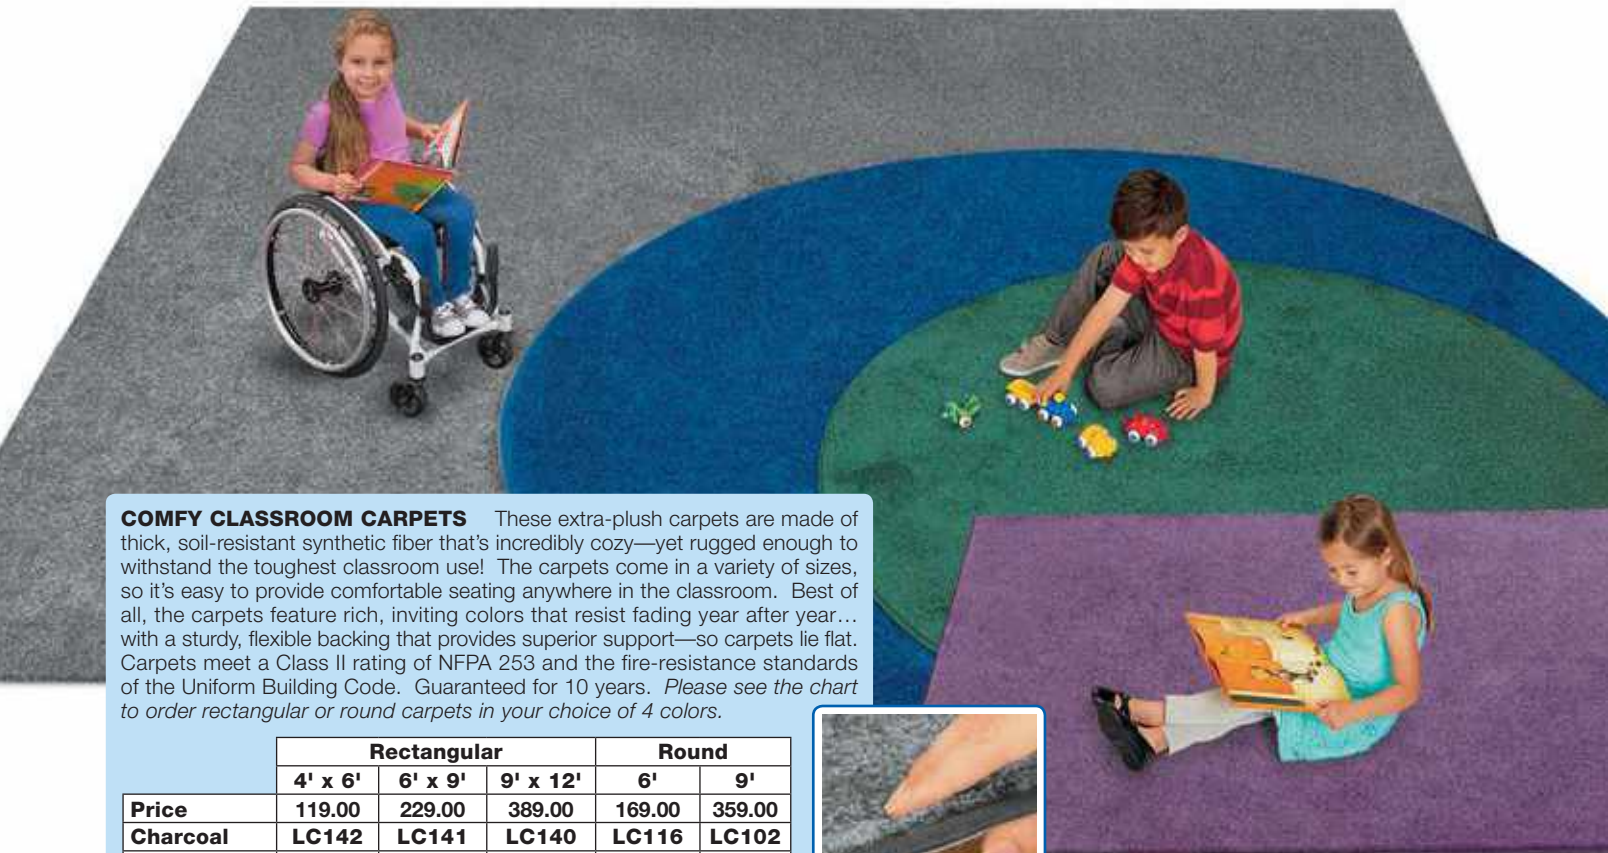 COMFY CLASSROOM CARPETS These extra-plush carpets are made of
thick, soil-resistant synthetic fiber that's incredibly cozy—yet rugged enough to
withstand the toughest classroom use! The carpets come in a variety of sizes,
so it's easy to provide comfortable seating anywhere in the classroom. Best of
all, the carpets feature rich, inviting colors that resist fading year after year…
with a sturdy, flexible backing that provides superior support—so carpets lie flat.
Carpets meet a Class II rating of NFPA 253 and the fire-resistance standards
of the Uniform Building Code. Guaranteed for 10 years. Please see the chart
to order rectangular or round carpets in your choice of 4 colors.
Rectangular Round
4' x 6' 6' x 9' 9' x 12' 6' 9'
Price 119.00 229.00 389.00 169.00 359.00
Charcoal LC142 LC141 LC140 LC116 LC102